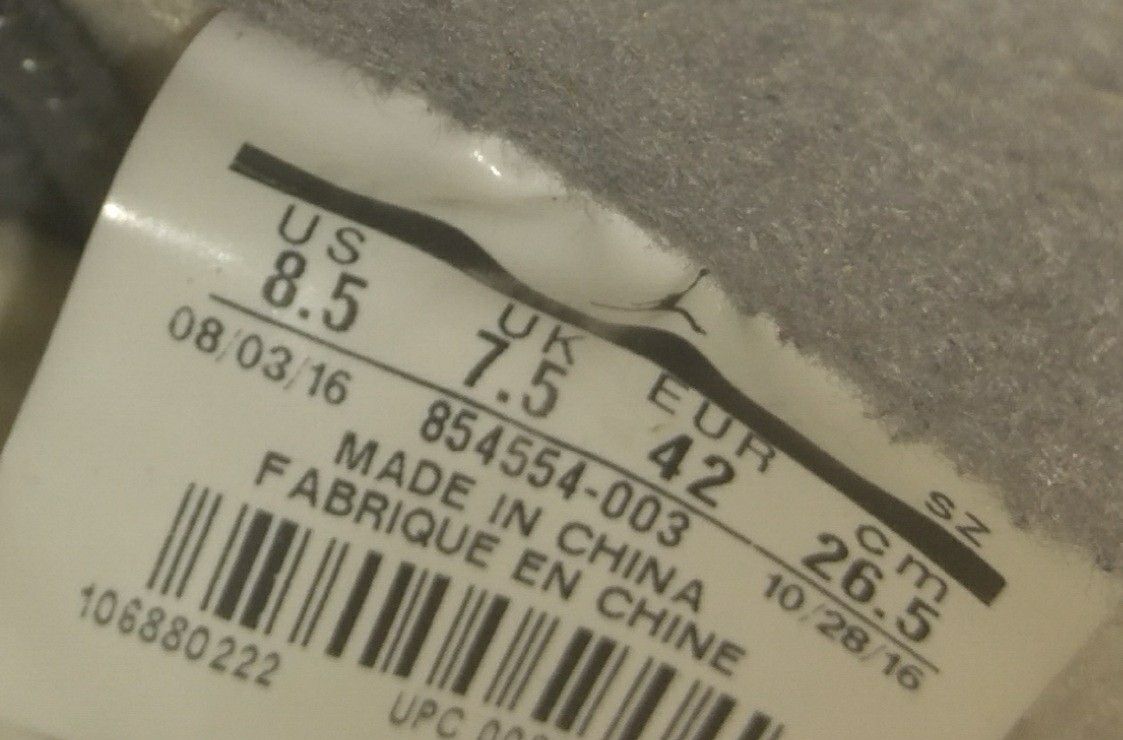 SZ
US UK EUR cm
8.5 7.5 42 26.5
08/03/16 854554-003 10/28/16
MADE IN CHINA
FABRIQUE EN CHINE
106880222
UPC 00